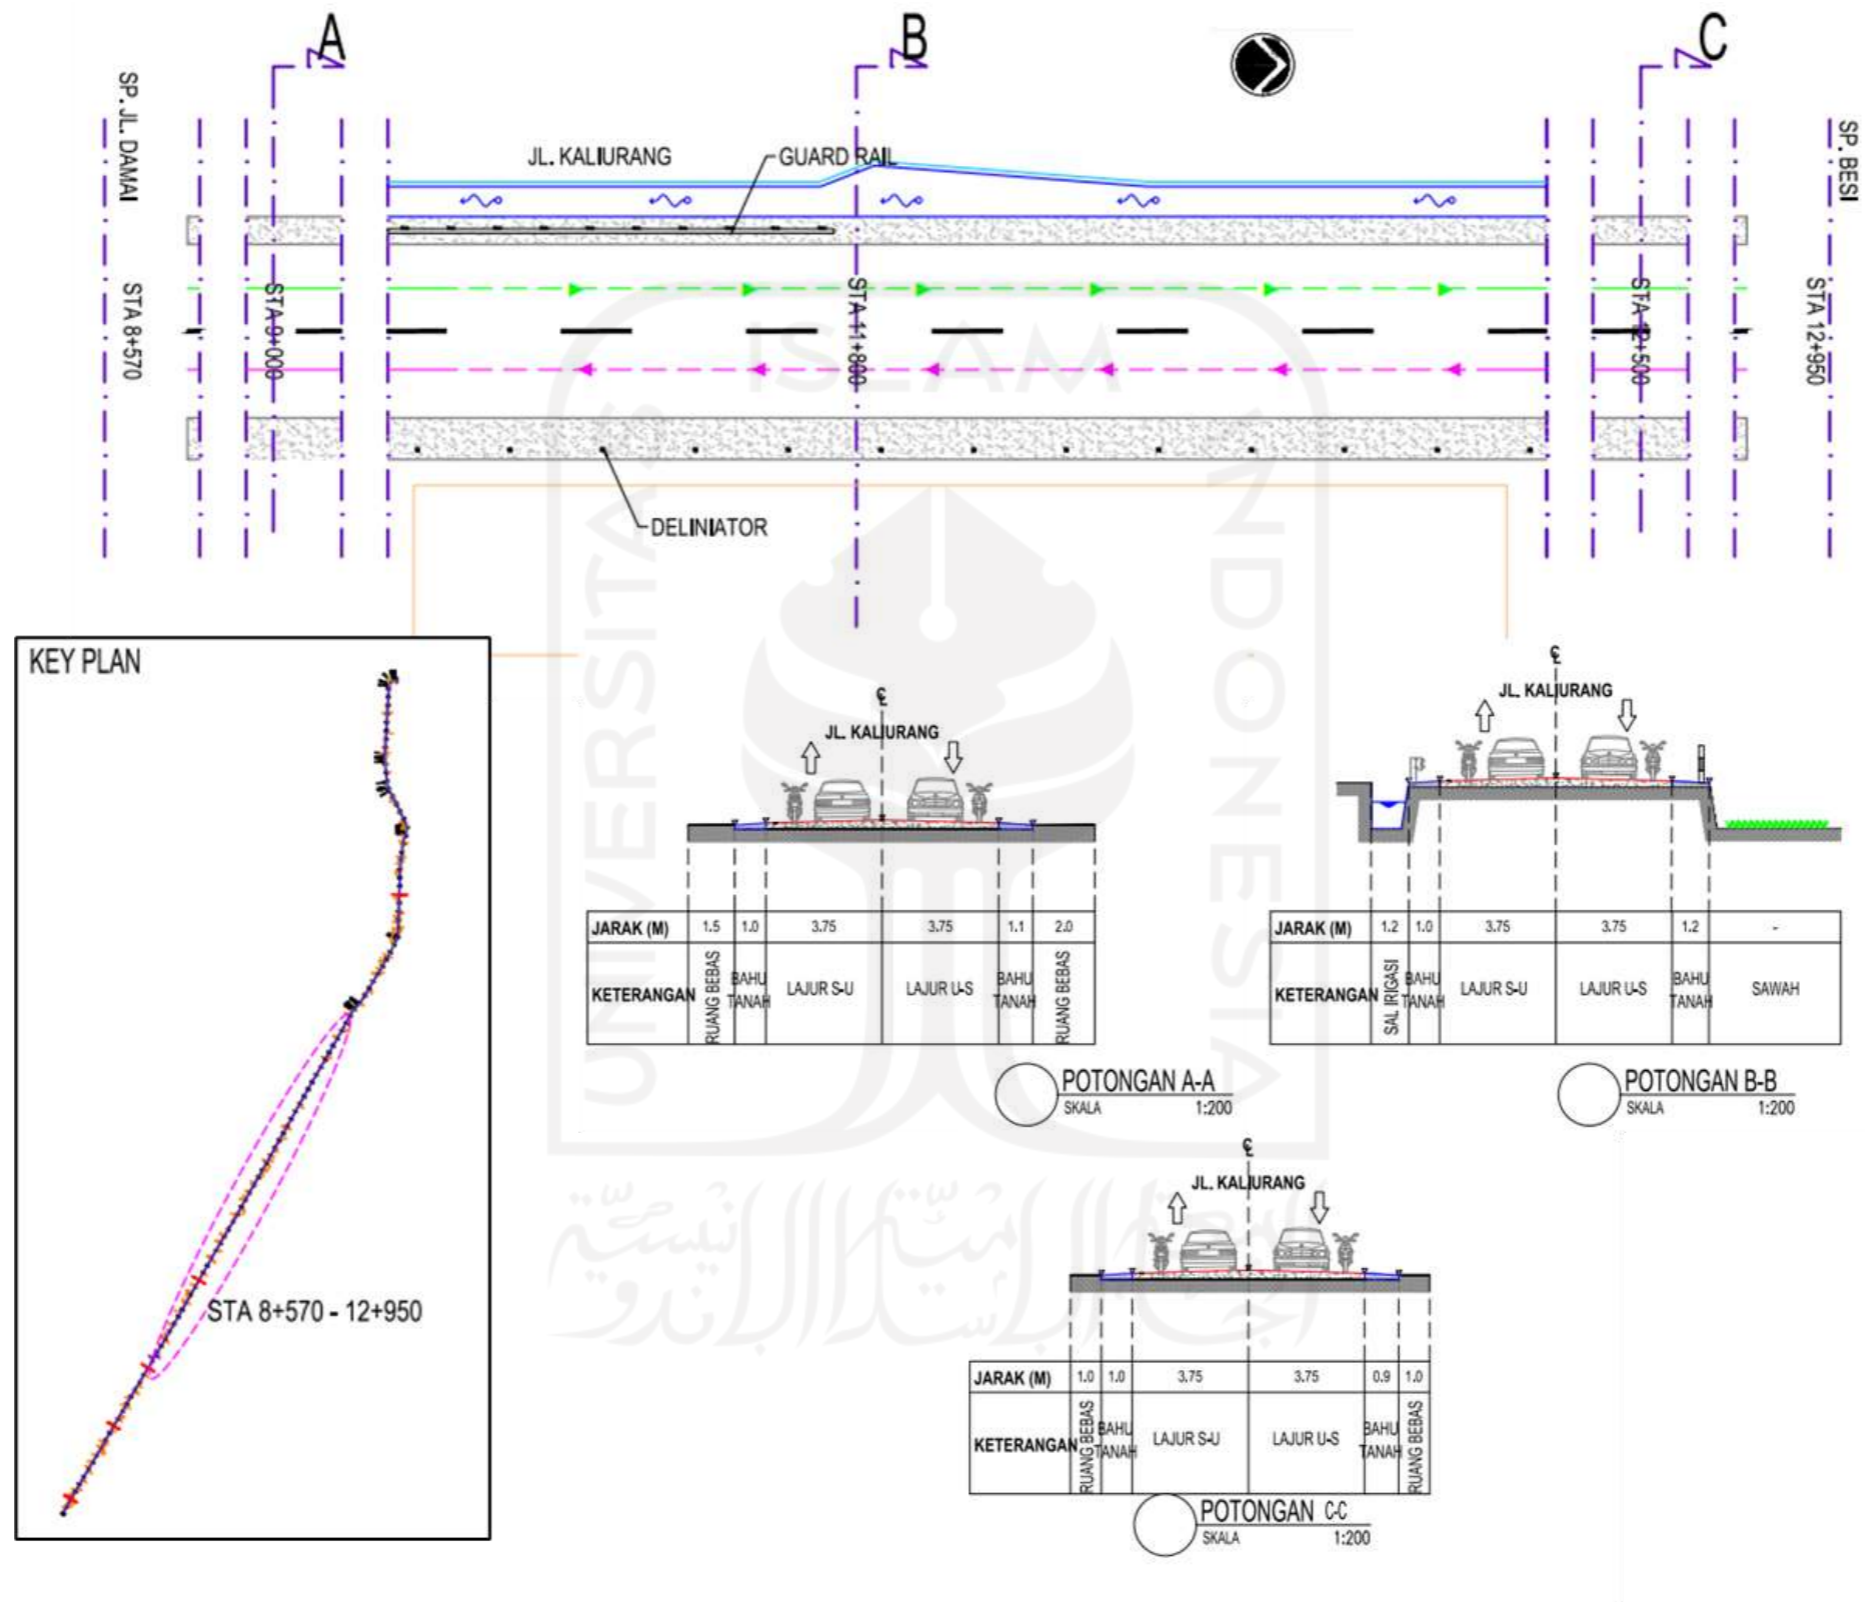 A
B
C
SP. JL. DAMAI
JL. KALIURANG
GUARD RAIL
SP. BESI
STA 8+570
STA 9+000
STA 11+800
STA 12+500
STA 12+950
DELINIATOR
KEY PLAN
STA 8+570 - 12+950
JL. KALIURANG
JARAK (M) 1.5 1.0 3.75 3.75 1.1 2.0
KETERANGAN RUANG BEBAS BAHU TANAH LAJUR S-U LAJUR U-S BAHU TANAH RUANG BEBAS
POTONGAN A-A
SKALA 1:200
JL. KALIURANG
JARAK (M) 1.2 1.0 3.75 3.75 1.2 -
KETERANGAN SAL IRIGASI BAHU TANAH LAJUR S-U LAJUR U-S BAHU TANAH SAWAH
POTONGAN B-B
SKALA 1:200
JL. KALIURANG
JARAK (M) 1.0 1.0 3.75 3.75 0.9 1.0
KETERANGAN RUANG BEBAS BAHU TANAH LAJUR S-U LAJUR U-S BAHU TANAH RUANG BEBAS
POTONGAN C-C
SKALA 1:200
UNIVERSITAS
ISLAM
INDONESIA